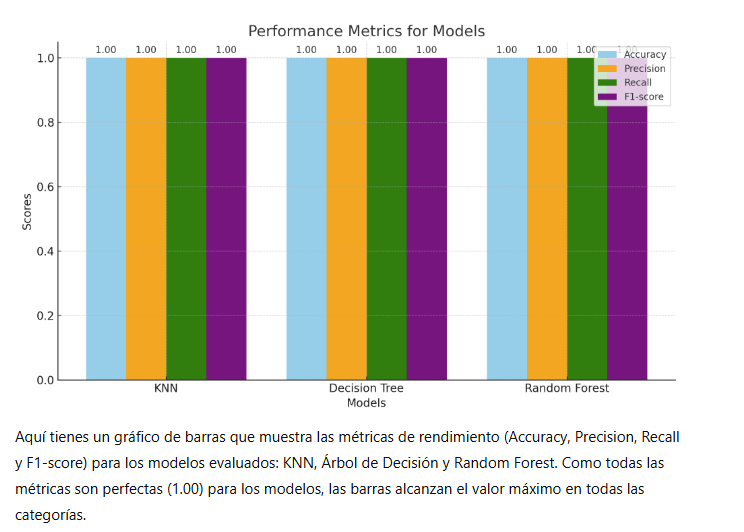 Performance Metrics for Models
1.00 1.00 1.00 1.00 1.00 1.00 1.00 1.00 1.00 1.00 1.00 1.00
Accuracy
Precision
Recall
F1-score
1.0
0.8
0.6
0.4
0.2
0.0
Scores
KNN Decision Tree Random Forest
Models
Aquí tienes un gráfico de barras que muestra las métricas de rendimiento (Accuracy, Precision, Recall
y F1-score) para los modelos evaluados: KNN, Árbol de Decisión y Random Forest. Como todas las
métricas son perfectas (1.00) para los modelos, las barras alcanzan el valor máximo en todas las
categorías.